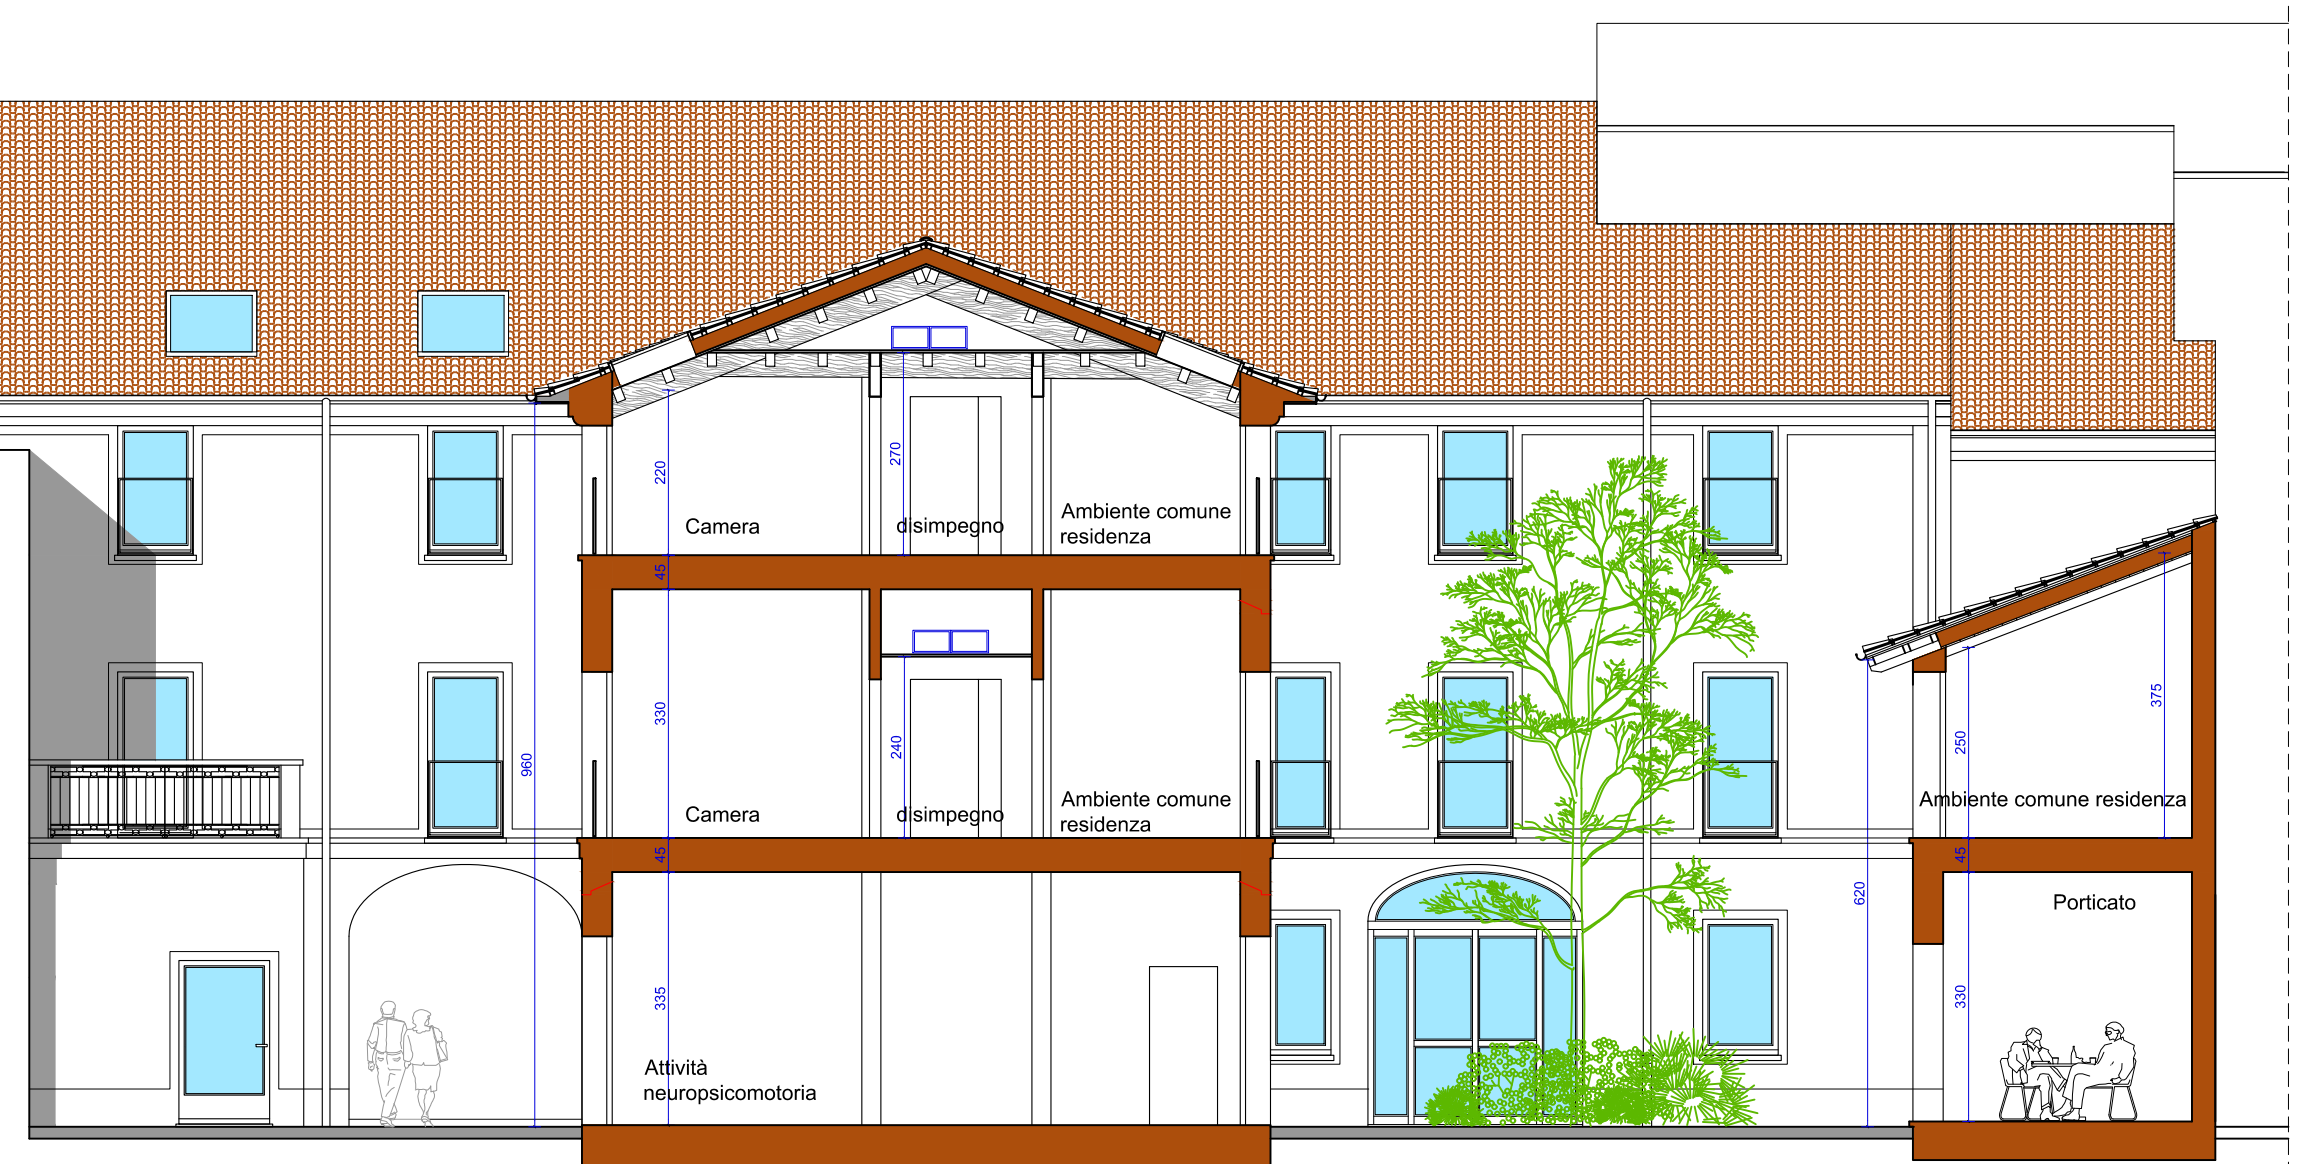 270
220
Camera
disimpegno
Ambiente comune
residenza
45
960
330
240
Camera
disimpegno
Ambiente comune
residenza
375
250
Ambiente comune residenza
45
45
620
Porticato
335
330
Attività
neuropsicomotoria